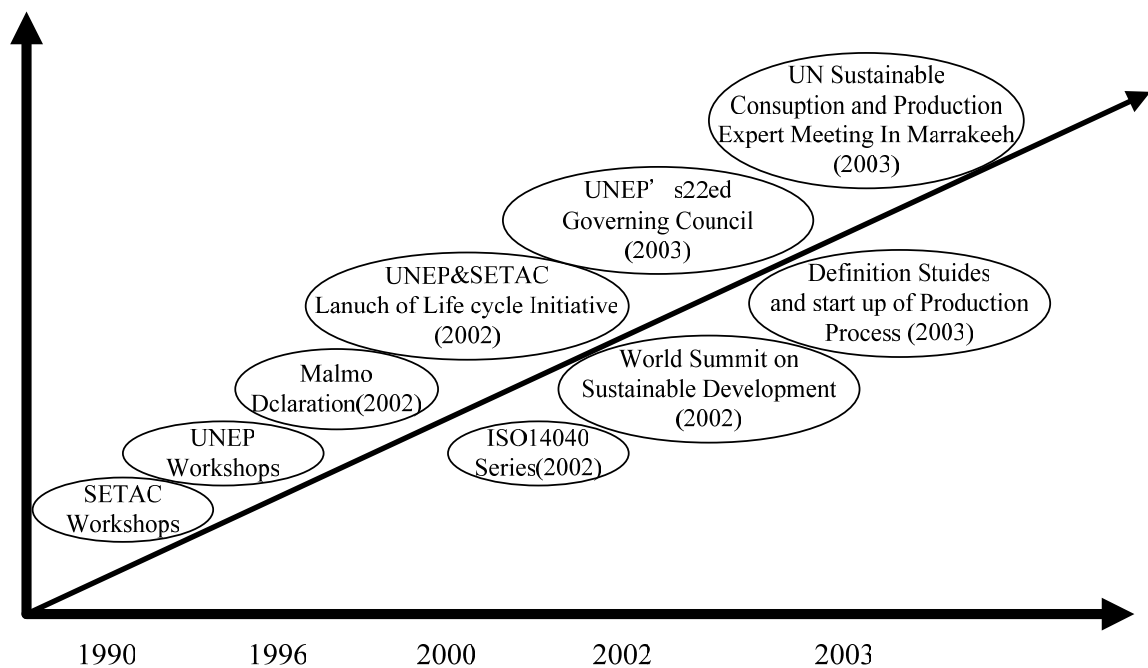 UN Sustainable
Consuption and Production
Expert Meeting In Marrakeeh
(2003)
UNEP’ s22ed
Governing Council
(2003)
UNEP&SETAC
Lanuch of Life cycle Initiative
(2002)
Definition Stuides
and start up of Production
Process (2003)
Malmo
Dclaration(2002)
World Summit on
Sustainable Development
(2002)
UNEP
Workshops
ISO14040
Series(2002)
SETAC
Workshops
1990 1996 2000 2002 2003